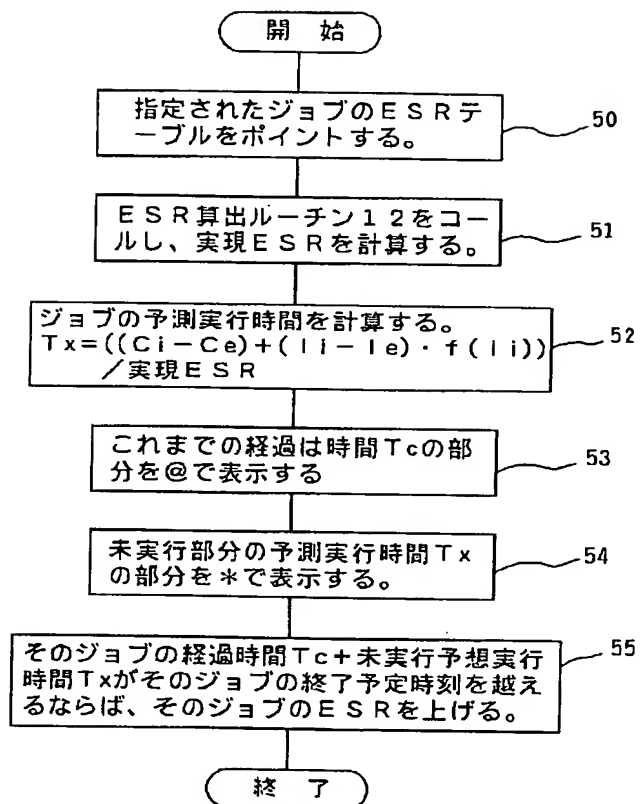 開 始
指定されたジョブのESRテ
ーブルをポイントする。
50
ESR算出ルーチン12をコー
ルし、実現ESRを計算する。
51
ジョブの予測実行時間を計算する。
Tx=((Ci-Ce)+(Ii-Ie)・f(Ii))
/実現ESR
52
これまでの経過は時間Tcの部
分を@で表示する
53
未実行部分の予測実行時間Tx
の部分を*で表示する。
54
そのジョブの経過時間Tc+未実行予想実行
時間Txがそのジョブの終了予定時刻を越え
るならば、そのジョブのESRを上げる。
55
終 了